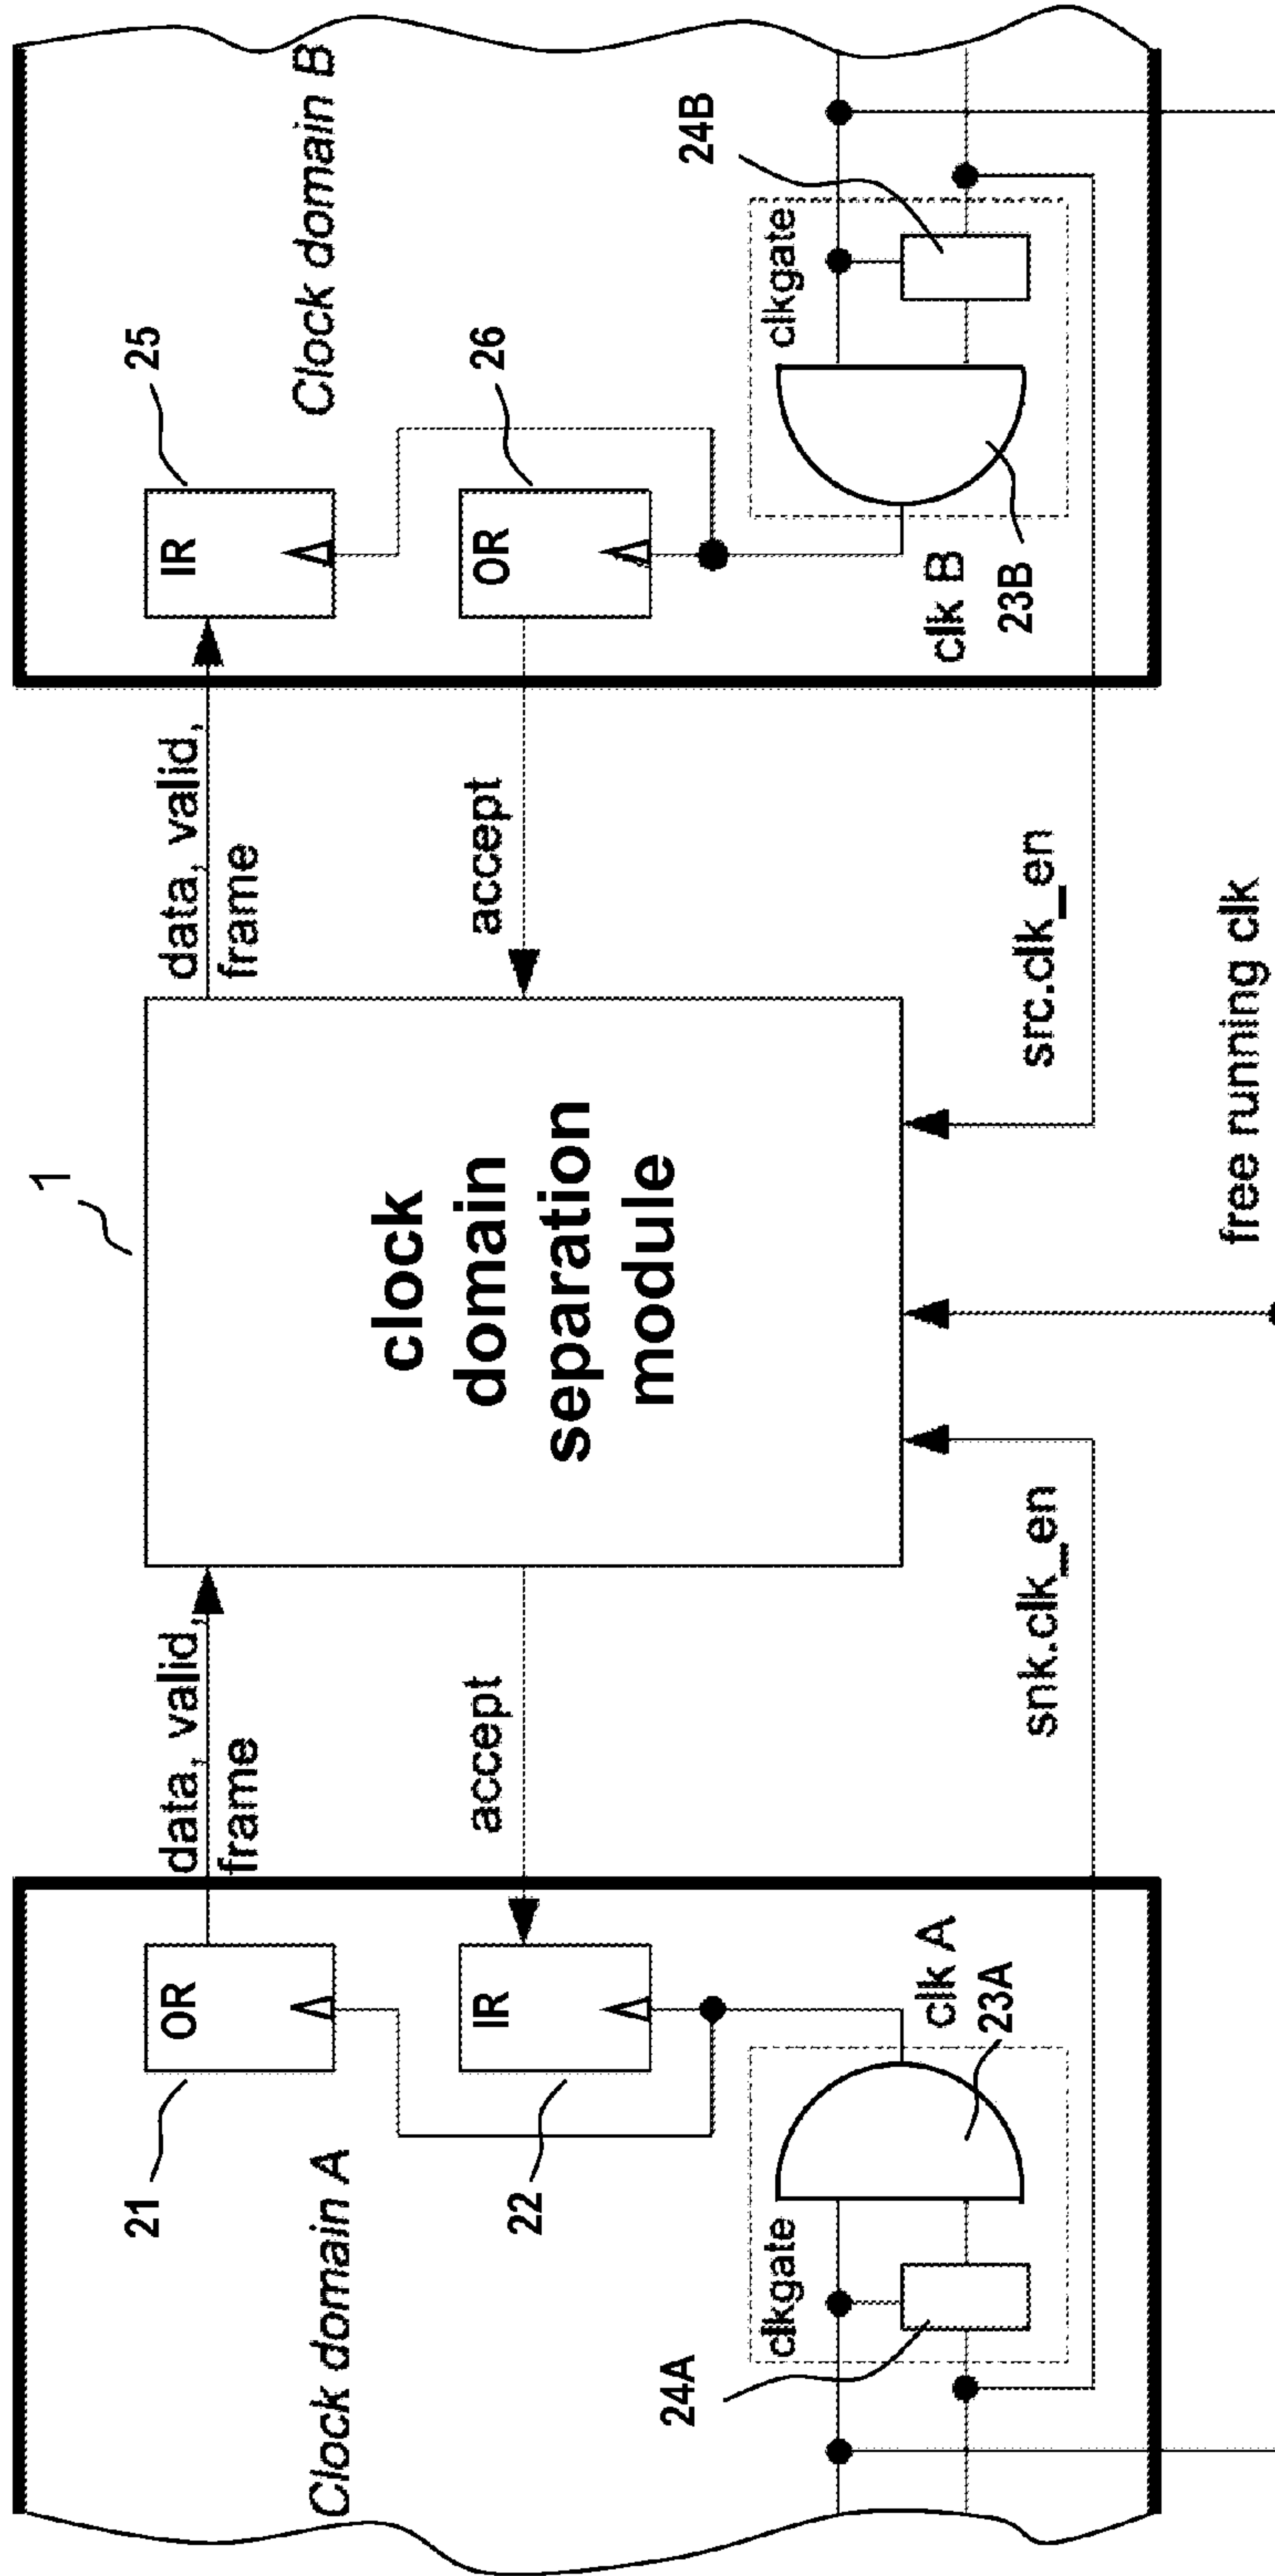 1
Clock domain A
21
OR
data, valid,
frame
22
IR
accept
clkgate
24A
clk A
23A
snk.clk_en
clock
domain
separation
module
data, valid,
frame
accept
src.clk_en
free running clk
Clock domain B
IR
25
OR
26
clk B
23B
clkgate
24B